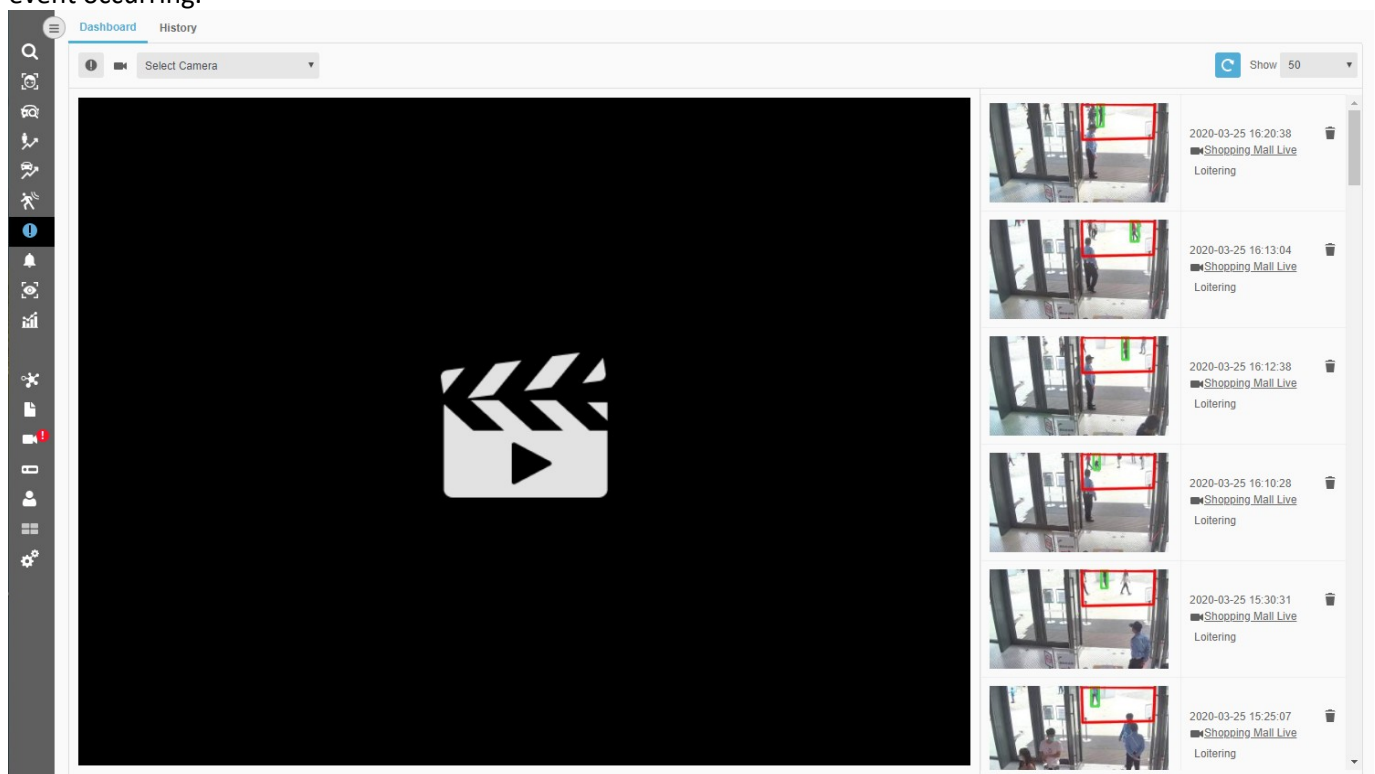 event occurring.
Dashboard History
Select Camera Show 50
2020-03-25 16:20:38
Shopping Mall Live
Loitering
2020-03-25 16:13:04
Shopping Mall Live
Loitering
2020-03-25 16:12:38
Shopping Mall Live
Loitering
2020-03-25 16:10:28
Shopping Mall Live
Loitering
2020-03-25 15:30:31
Shopping Mall Live
Loitering
2020-03-25 15:25:07
Shopping Mall Live
Loitering